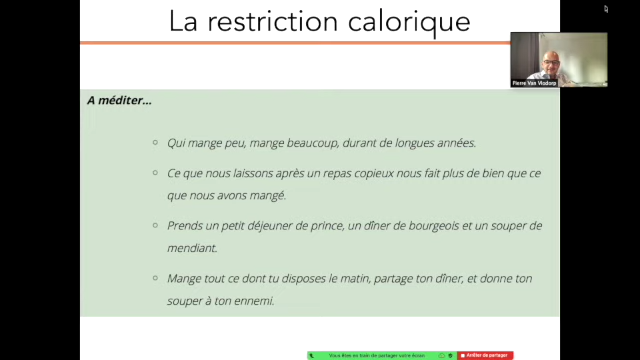 La restriction calorique
Pierre Van Vlodorp
A méditer...
Qui mange peu, mange beaucoup, durant de longues années.
Ce que nous laissons après un repas copieux nous fait plus de bien que ce
que nous avons mangé.
Prends un petit déjeuner de prince, un dîner de bourgeois et un souper de
mendiant.
Mange tout ce dont tu disposes le matin, partage ton dîner, et donne ton
souper à ton ennemi.
Vous êtes en train de partager votre écran
Arrêter de partager